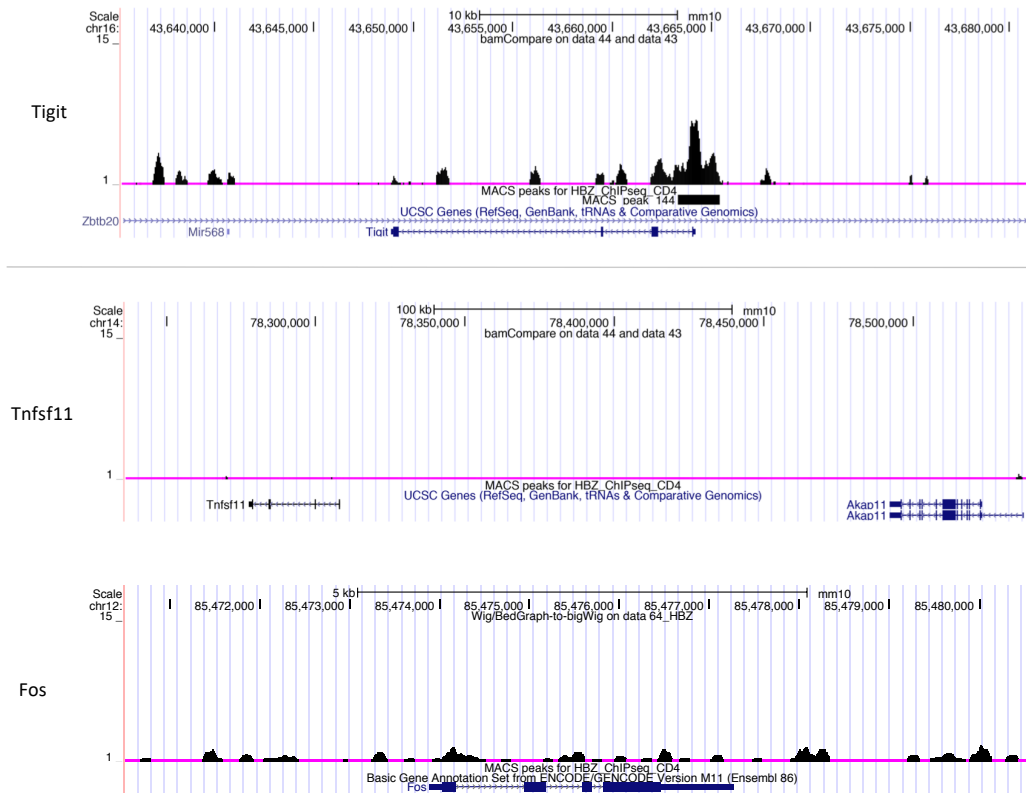 Scale 10 kb mm10
chr16: 43,640,000 43,645,000 43,650,000 43,655,000 43,660,000 43,665,000 43,670,000 43,675,000 43,680,000
15 _ bamCompare on data 44 and data 43
Tigit
1 _
MACS peaks for HBZ_ChIPseq_CD4
MACS_peak_144
UCSC Genes (RefSeq, GenBank, tRNAs & Comparative Genomics)
Zbtb20
Mir568 Tigit
Scale 100 kb mm10
chr14: 78,300,000 78,350,000 78,400,000 78,450,000 78,500,000
15 _ bamCompare on data 44 and data 43
Tnfsf11
1 _
MACS peaks for HBZ_ChIPseq_CD4
UCSC Genes (RefSeq, GenBank, tRNAs & Comparative Genomics)
Tnfsf11 Akap11
Akap11
Scale 5 kb mm10
chr12: 85,472,000 85,473,000 85,474,000 85,475,000 85,476,000 85,477,000 85,478,000 85,479,000 85,480,000
15 _ Wig/BedGraph-to-bigWig on data 64_HBZ
Fos
1 _
MACS peaks for HBZ_ChIPseq_CD4
Basic Gene Annotation Set from ENCODE/GENCODE Version M11 (Ensembl 86)
Fos